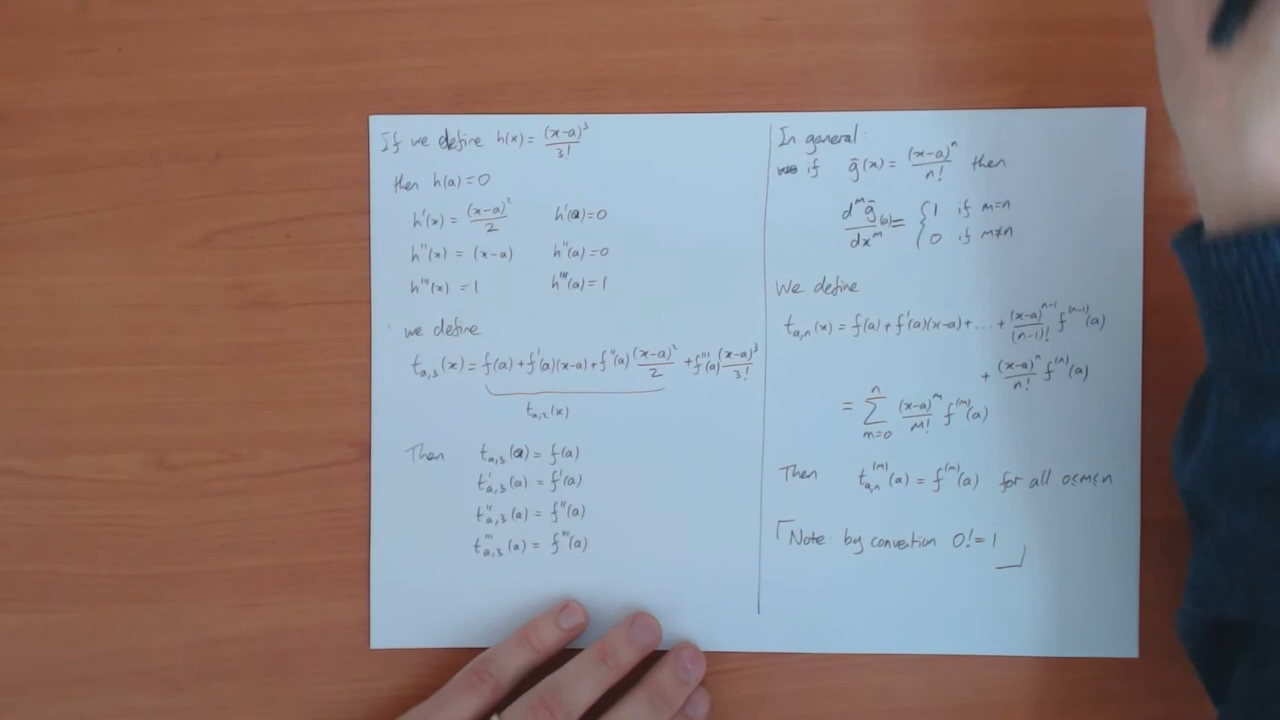 If we define h(x) = (x-a)³/3!
then h(a) = 0
h'(x) = (x-a)²/2 h'(a) = 0
h''(x) = (x-a) h''(a) = 0
h'''(x) = 1 h'''(a) = 1
we define
t_{a,3}(x) = f(a) + f'(a)(x-a) + f''(a) (x-a)²/2 + f'''(a) (x-a)³/3!
t_{a,2}(x)
Then t_{a,3}(a) = f(a)
t'_{a,3}(a) = f'(a)
t''_{a,3}(a) = f''(a)
t'''_{a,3}(a) = f'''(a)
In general
if g̃(x) = (x-a)ⁿ/n! then
d^m g̃/dx^m (a) = { 1 if m=n
0 if m≠n
We define
t_{a,n}(x) = f(a) + f'(a)(x-a) + .... + (x-a)^{n-1}/(n-1)! f^{(n-1)}(a)
+ (x-a)^n/n! f^{(n)}(a)
= ∑_{m=0}^{n} (x-a)^m/m! f^{(m)}(a)
Then t_{a,n}^{(m)}(a) = f^{(m)}(a) for all 0≤m≤n
Note: by convention 0! = 1